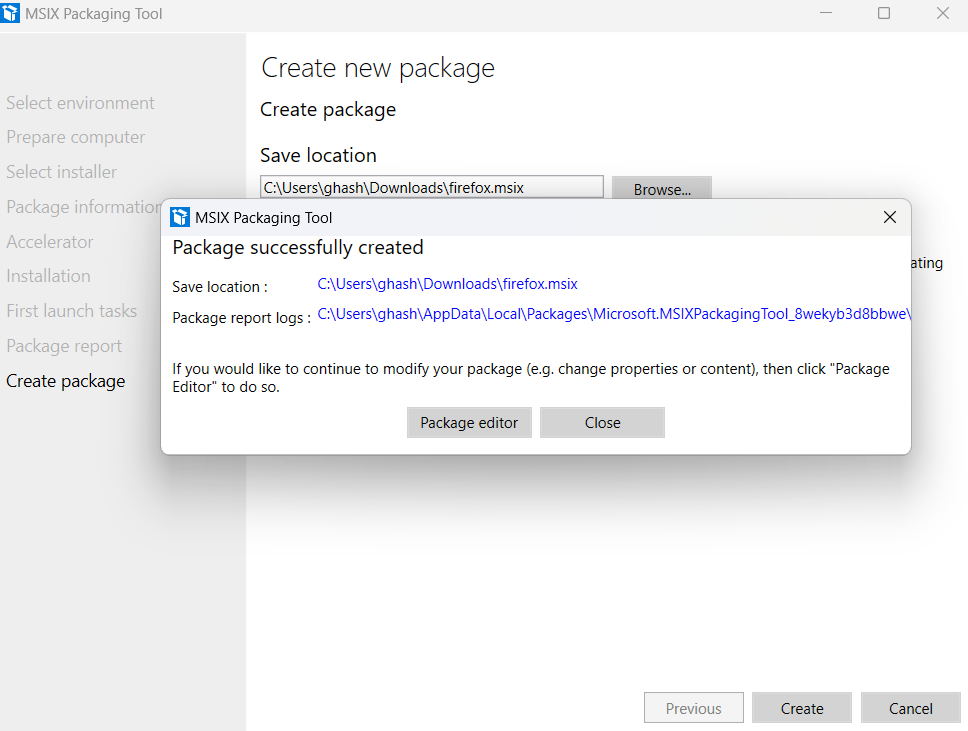 MSIX Packaging Tool
Create new package
Create package
Save location
C:\Users\ghash\Downloads\firefox.msix
Browse...
Select environment
Prepare computer
Select installer
Package information
Accelerator
Installation
First launch tasks
Package report
Create package
MSIX Packaging Tool
Package successfully created
Save location :
C:\Users\ghash\Downloads\firefox.msix
Package report logs :
C:\Users\ghash\AppData\Local\Packages\Microsoft.MSIXPackagingTool_8wekyb3d8bbwe\
If you would like to continue to modify your package (e.g. change properties or content), then click "Package
Editor" to do so.
Package editor
Close
ating
Previous
Create
Cancel